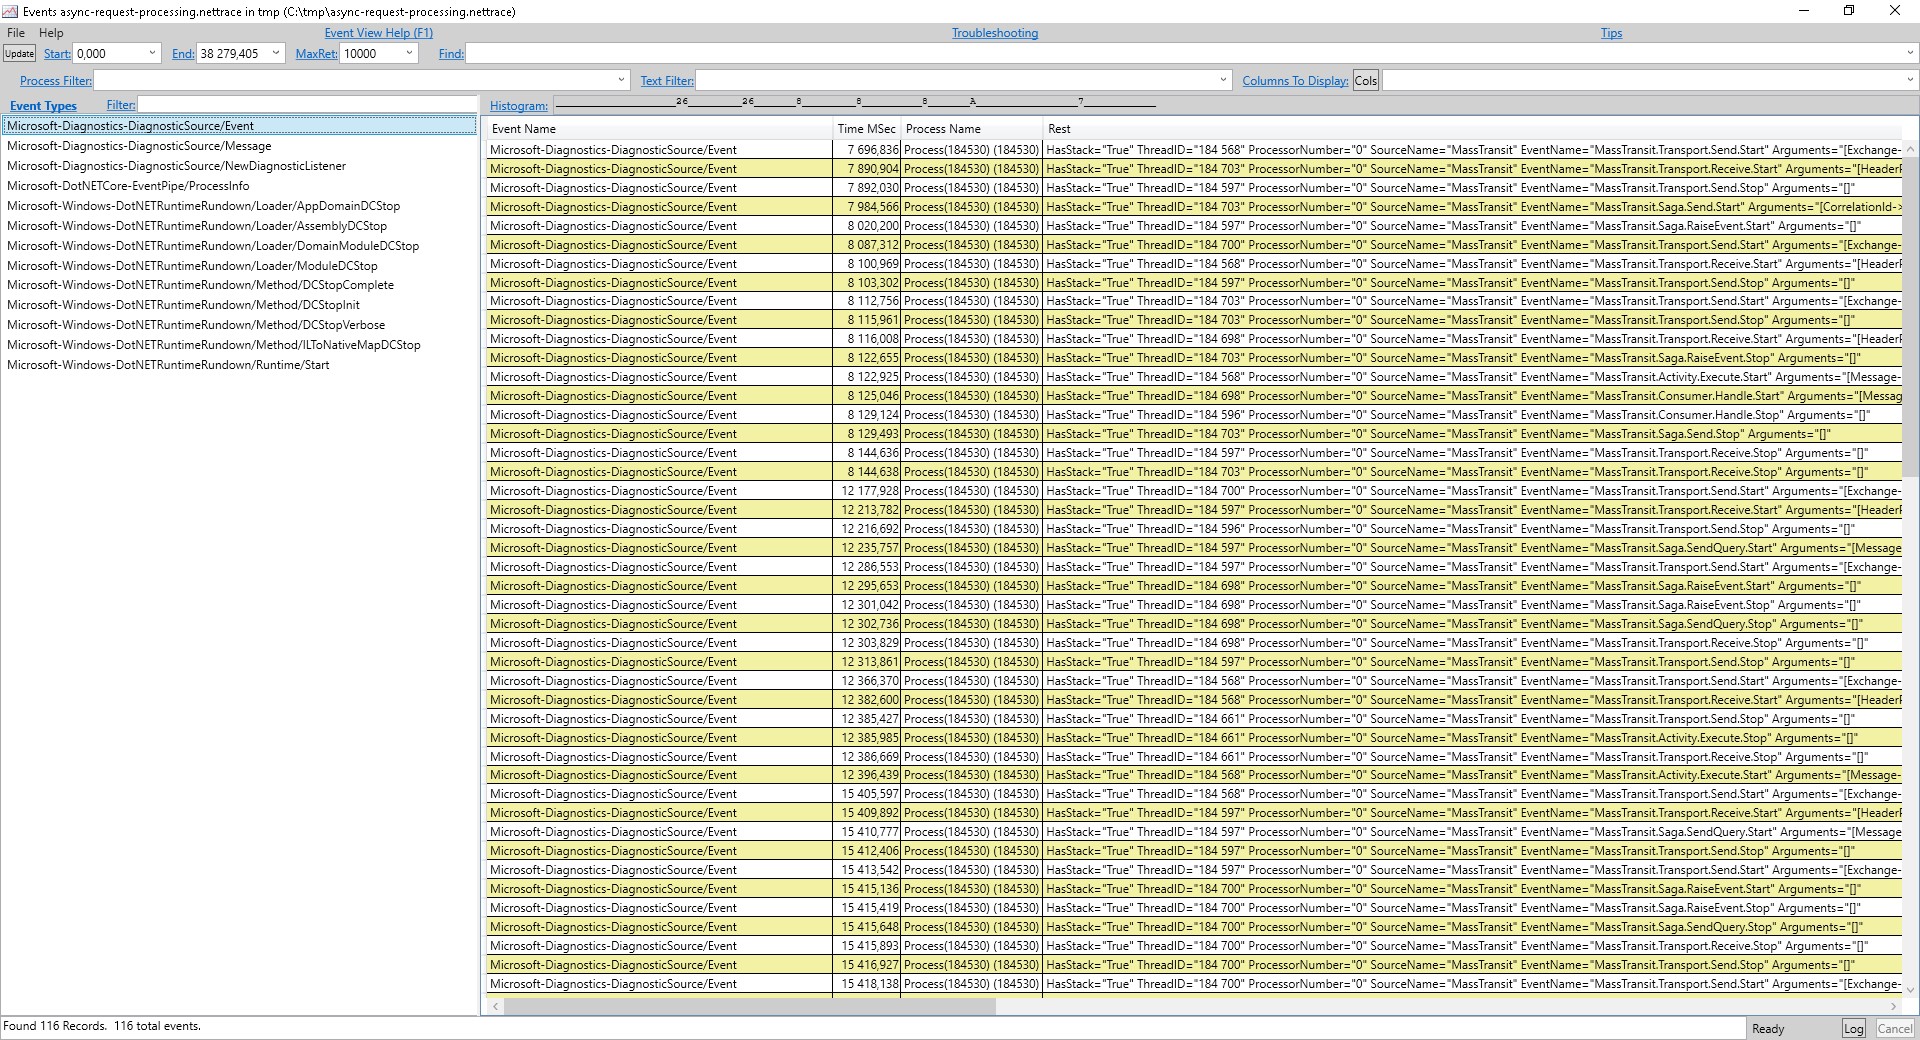 Events async-request-processing.nettrace in tmp (C:\tmp\async-request-processing.nettrace)
File Help Event View Help (F1) Troubleshooting Tips
Update Start: 0,000 End: 38 279,405 MaxRet: 10000 Find:
Process Filter: Text Filter: Columns To Display: Cols
Event Types Filter: Histogram: ____________________26_________26_______8_________8__________8_______A_________________7____________
Microsoft-Diagnostics-DiagnosticSource/Event
Microsoft-Diagnostics-DiagnosticSource/Message
Microsoft-Diagnostics-DiagnosticSource/NewDiagnosticListener
Microsoft-DotNETCore-EventPipe/ProcessInfo
Microsoft-Windows-DotNETRuntimeRundown/Loader/AppDomainDCStop
Microsoft-Windows-DotNETRuntimeRundown/Loader/AssemblyDCStop
Microsoft-Windows-DotNETRuntimeRundown/Loader/DomainModuleDCStop
Microsoft-Windows-DotNETRuntimeRundown/Loader/ModuleDCStop
Microsoft-Windows-DotNETRuntimeRundown/Method/DCStopComplete
Microsoft-Windows-DotNETRuntimeRundown/Method/DCStopInit
Microsoft-Windows-DotNETRuntimeRundown/Method/DCStopVerbose
Microsoft-Windows-DotNETRuntimeRundown/Method/ILToNativeMapDCStop
Microsoft-Windows-DotNETRuntimeRundown/Runtime/Start
Event Name Time MSec Process Name Rest
Microsoft-Diagnostics-DiagnosticSource/Event 7 696,836 Process(184530) (184530) HasStack="True" ThreadID="184 568" ProcessorNumber="0" SourceName="MassTransit" EventName="MassTransit.Transport.Send.Start" Arguments="[Exchange-
Microsoft-Diagnostics-DiagnosticSource/Event 7 890,904 Process(184530) (184530) HasStack="True" ThreadID="184 703" ProcessorNumber="0" SourceName="MassTransit" EventName="MassTransit.Transport.Receive.Start" Arguments="[Header
Microsoft-Diagnostics-DiagnosticSource/Event 7 892,030 Process(184530) (184530) HasStack="True" ThreadID="184 597" ProcessorNumber="0" SourceName="MassTransit" EventName="MassTransit.Transport.Send.Stop" Arguments="[]"
Microsoft-Diagnostics-DiagnosticSource/Event 7 984,566 Process(184530) (184530) HasStack="True" ThreadID="184 703" ProcessorNumber="0" SourceName="MassTransit" EventName="MassTransit.Saga.Send.Start" Arguments="[CorrelationId->
Microsoft-Diagnostics-DiagnosticSource/Event 8 020,200 Process(184530) (184530) HasStack="True" ThreadID="184 597" ProcessorNumber="0" SourceName="MassTransit" EventName="MassTransit.Saga.RaiseEvent.Start" Arguments="[]"
Microsoft-Diagnostics-DiagnosticSource/Event 8 087,312 Process(184530) (184530) HasStack="True" ThreadID="184 700" ProcessorNumber="0" SourceName="MassTransit" EventName="MassTransit.Transport.Send.Start" Arguments="[Exchange-
Microsoft-Diagnostics-DiagnosticSource/Event 8 100,969 Process(184530) (184530) HasStack="True" ThreadID="184 568" ProcessorNumber="0" SourceName="MassTransit" EventName="MassTransit.Transport.Receive.Start" Arguments="[Header
Microsoft-Diagnostics-DiagnosticSource/Event 8 103,302 Process(184530) (184530) HasStack="True" ThreadID="184 597" ProcessorNumber="0" SourceName="MassTransit" EventName="MassTransit.Transport.Send.Stop" Arguments="[]"
Microsoft-Diagnostics-DiagnosticSource/Event 8 112,756 Process(184530) (184530) HasStack="True" ThreadID="184 703" ProcessorNumber="0" SourceName="MassTransit" EventName="MassTransit.Transport.Send.Start" Arguments="[Exchange-
Microsoft-Diagnostics-DiagnosticSource/Event 8 115,961 Process(184530) (184530) HasStack="True" ThreadID="184 703" ProcessorNumber="0" SourceName="MassTransit" EventName="MassTransit.Transport.Send.Stop" Arguments="[]"
Microsoft-Diagnostics-DiagnosticSource/Event 8 116,008 Process(184530) (184530) HasStack="True" ThreadID="184 698" ProcessorNumber="0" SourceName="MassTransit" EventName="MassTransit.Transport.Receive.Start" Arguments="[Header
Microsoft-Diagnostics-DiagnosticSource/Event 8 122,655 Process(184530) (184530) HasStack="True" ThreadID="184 703" ProcessorNumber="0" SourceName="MassTransit" EventName="MassTransit.Saga.RaiseEvent.Stop" Arguments="[]"
Microsoft-Diagnostics-DiagnosticSource/Event 8 122,925 Process(184530) (184530) HasStack="True" ThreadID="184 568" ProcessorNumber="0" SourceName="MassTransit" EventName="MassTransit.Activity.Execute.Start" Arguments="[Message-
Microsoft-Diagnostics-DiagnosticSource/Event 8 125,046 Process(184530) (184530) HasStack="True" ThreadID="184 698" ProcessorNumber="0" SourceName="MassTransit" EventName="MassTransit.Consumer.Handle.Start" Arguments="[Messag
Microsoft-Diagnostics-DiagnosticSource/Event 8 129,124 Process(184530) (184530) HasStack="True" ThreadID="184 596" ProcessorNumber="0" SourceName="MassTransit" EventName="MassTransit.Consumer.Handle.Stop" Arguments="[]"
Microsoft-Diagnostics-DiagnosticSource/Event 8 129,493 Process(184530) (184530) HasStack="True" ThreadID="184 703" ProcessorNumber="0" SourceName="MassTransit" EventName="MassTransit.Saga.Send.Stop" Arguments="[]"
Microsoft-Diagnostics-DiagnosticSource/Event 8 144,636 Process(184530) (184530) HasStack="True" ThreadID="184 597" ProcessorNumber="0" SourceName="MassTransit" EventName="MassTransit.Transport.Receive.Stop" Arguments="[]"
Microsoft-Diagnostics-DiagnosticSource/Event 8 144,638 Process(184530) (184530) HasStack="True" ThreadID="184 703" ProcessorNumber="0" SourceName="MassTransit" EventName="MassTransit.Transport.Receive.Stop" Arguments="[]"
Microsoft-Diagnostics-DiagnosticSource/Event 12 177,928 Process(184530) (184530) HasStack="True" ThreadID="184 700" ProcessorNumber="0" SourceName="MassTransit" EventName="MassTransit.Transport.Send.Start" Arguments="[Exchange-
Microsoft-Diagnostics-DiagnosticSource/Event 12 213,782 Process(184530) (184530) HasStack="True" ThreadID="184 597" ProcessorNumber="0" SourceName="MassTransit" EventName="MassTransit.Transport.Receive.Start" Arguments="[Header
Microsoft-Diagnostics-DiagnosticSource/Event 12 216,692 Process(184530) (184530) HasStack="True" ThreadID="184 596" ProcessorNumber="0" SourceName="MassTransit" EventName="MassTransit.Transport.Send.Stop" Arguments="[]"
Microsoft-Diagnostics-DiagnosticSource/Event 12 235,757 Process(184530) (184530) HasStack="True" ThreadID="184 597" ProcessorNumber="0" SourceName="MassTransit" EventName="MassTransit.Saga.SendQuery.Start" Arguments="[Message
Microsoft-Diagnostics-DiagnosticSource/Event 12 286,553 Process(184530) (184530) HasStack="True" ThreadID="184 597" ProcessorNumber="0" SourceName="MassTransit" EventName="MassTransit.Transport.Send.Start" Arguments="[Exchange-
Microsoft-Diagnostics-DiagnosticSource/Event 12 295,653 Process(184530) (184530) HasStack="True" ThreadID="184 698" ProcessorNumber="0" SourceName="MassTransit" EventName="MassTransit.Saga.RaiseEvent.Start" Arguments="[]"
Microsoft-Diagnostics-DiagnosticSource/Event 12 301,042 Process(184530) (184530) HasStack="True" ThreadID="184 698" ProcessorNumber="0" SourceName="MassTransit" EventName="MassTransit.Saga.RaiseEvent.Stop" Arguments="[]"
Microsoft-Diagnostics-DiagnosticSource/Event 12 302,736 Process(184530) (184530) HasStack="True" ThreadID="184 698" ProcessorNumber="0" SourceName="MassTransit" EventName="MassTransit.Saga.SendQuery.Stop" Arguments="[]"
Microsoft-Diagnostics-DiagnosticSource/Event 12 303,829 Process(184530) (184530) HasStack="True" ThreadID="184 698" ProcessorNumber="0" SourceName="MassTransit" EventName="MassTransit.Transport.Receive.Stop" Arguments="[]"
Microsoft-Diagnostics-DiagnosticSource/Event 12 313,861 Process(184530) (184530) HasStack="True" ThreadID="184 597" ProcessorNumber="0" SourceName="MassTransit" EventName="MassTransit.Transport.Send.Stop" Arguments="[]"
Microsoft-Diagnostics-DiagnosticSource/Event 12 366,370 Process(184530) (184530) HasStack="True" ThreadID="184 568" ProcessorNumber="0" SourceName="MassTransit" EventName="MassTransit.Transport.Send.Start" Arguments="[Exchange-
Microsoft-Diagnostics-DiagnosticSource/Event 12 382,600 Process(184530) (184530) HasStack="True" ThreadID="184 568" ProcessorNumber="0" SourceName="MassTransit" EventName="MassTransit.Transport.Receive.Start" Arguments="[Header
Microsoft-Diagnostics-DiagnosticSource/Event 12 385,427 Process(184530) (184530) HasStack="True" ThreadID="184 661" ProcessorNumber="0" SourceName="MassTransit" EventName="MassTransit.Transport.Send.Stop" Arguments="[]"
Microsoft-Diagnostics-DiagnosticSource/Event 12 385,985 Process(184530) (184530) HasStack="True" ThreadID="184 661" ProcessorNumber="0" SourceName="MassTransit" EventName="MassTransit.Activity.Execute.Stop" Arguments="[]"
Microsoft-Diagnostics-DiagnosticSource/Event 12 386,669 Process(184530) (184530) HasStack="True" ThreadID="184 661" ProcessorNumber="0" SourceName="MassTransit" EventName="MassTransit.Transport.Receive.Stop" Arguments="[]"
Microsoft-Diagnostics-DiagnosticSource/Event 12 396,439 Process(184530) (184530) HasStack="True" ThreadID="184 568" ProcessorNumber="0" SourceName="MassTransit" EventName="MassTransit.Activity.Execute.Start" Arguments="[Message-
Microsoft-Diagnostics-DiagnosticSource/Event 15 405,597 Process(184530) (184530) HasStack="True" ThreadID="184 568" ProcessorNumber="0" SourceName="MassTransit" EventName="MassTransit.Transport.Send.Start" Arguments="[Exchange-
Microsoft-Diagnostics-DiagnosticSource/Event 15 409,892 Process(184530) (184530) HasStack="True" ThreadID="184 597" ProcessorNumber="0" SourceName="MassTransit" EventName="MassTransit.Transport.Receive.Start" Arguments="[Header
Microsoft-Diagnostics-DiagnosticSource/Event 15 410,777 Process(184530) (184530) HasStack="True" ThreadID="184 597" ProcessorNumber="0" SourceName="MassTransit" EventName="MassTransit.Saga.SendQuery.Start" Arguments="[Message
Microsoft-Diagnostics-DiagnosticSource/Event 15 412,406 Process(184530) (184530) HasStack="True" ThreadID="184 597" ProcessorNumber="0" SourceName="MassTransit" EventName="MassTransit.Transport.Send.Stop" Arguments="[]"
Microsoft-Diagnostics-DiagnosticSource/Event 15 413,542 Process(184530) (184530) HasStack="True" ThreadID="184 597" ProcessorNumber="0" SourceName="MassTransit" EventName="MassTransit.Transport.Send.Start" Arguments="[Exchange-
Microsoft-Diagnostics-DiagnosticSource/Event 15 415,136 Process(184530) (184530) HasStack="True" ThreadID="184 700" ProcessorNumber="0" SourceName="MassTransit" EventName="MassTransit.Saga.RaiseEvent.Start" Arguments="[]"
Microsoft-Diagnostics-DiagnosticSource/Event 15 415,419 Process(184530) (184530) HasStack="True" ThreadID="184 700" ProcessorNumber="0" SourceName="MassTransit" EventName="MassTransit.Saga.RaiseEvent.Stop" Arguments="[]"
Microsoft-Diagnostics-DiagnosticSource/Event 15 415,648 Process(184530) (184530) HasStack="True" ThreadID="184 700" ProcessorNumber="0" SourceName="MassTransit" EventName="MassTransit.Saga.SendQuery.Stop" Arguments="[]"
Microsoft-Diagnostics-DiagnosticSource/Event 15 415,893 Process(184530) (184530) HasStack="True" ThreadID="184 700" ProcessorNumber="0" SourceName="MassTransit" EventName="MassTransit.Transport.Receive.Stop" Arguments="[]"
Microsoft-Diagnostics-DiagnosticSource/Event 15 416,927 Process(184530) (184530) HasStack="True" ThreadID="184 700" ProcessorNumber="0" SourceName="MassTransit" EventName="MassTransit.Transport.Send.Stop" Arguments="[]"
Microsoft-Diagnostics-DiagnosticSource/Event 15 418,138 Process(184530) (184530) HasStack="True" ThreadID="184 700" ProcessorNumber="0" SourceName="MassTransit" EventName="MassTransit.Transport.Send.Start" Arguments="[Exchange-
Found 116 Records. 116 total events. Ready Log Cancel